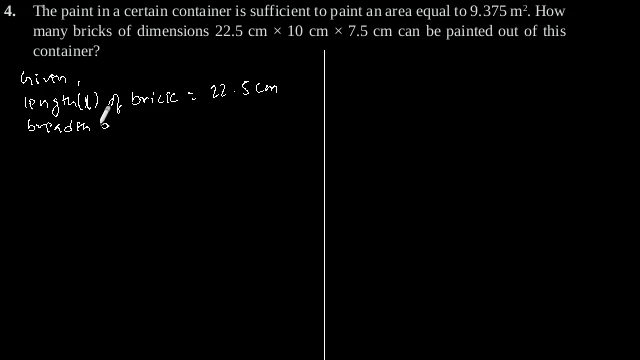 4. The paint in a certain container is sufficient to paint an area equal to 9.375 m². How
many bricks of dimensions 22.5 cm × 10 cm × 7.5 cm can be painted out of this
container?
Given,
length(l) of brick = 22.5 cm
breadth